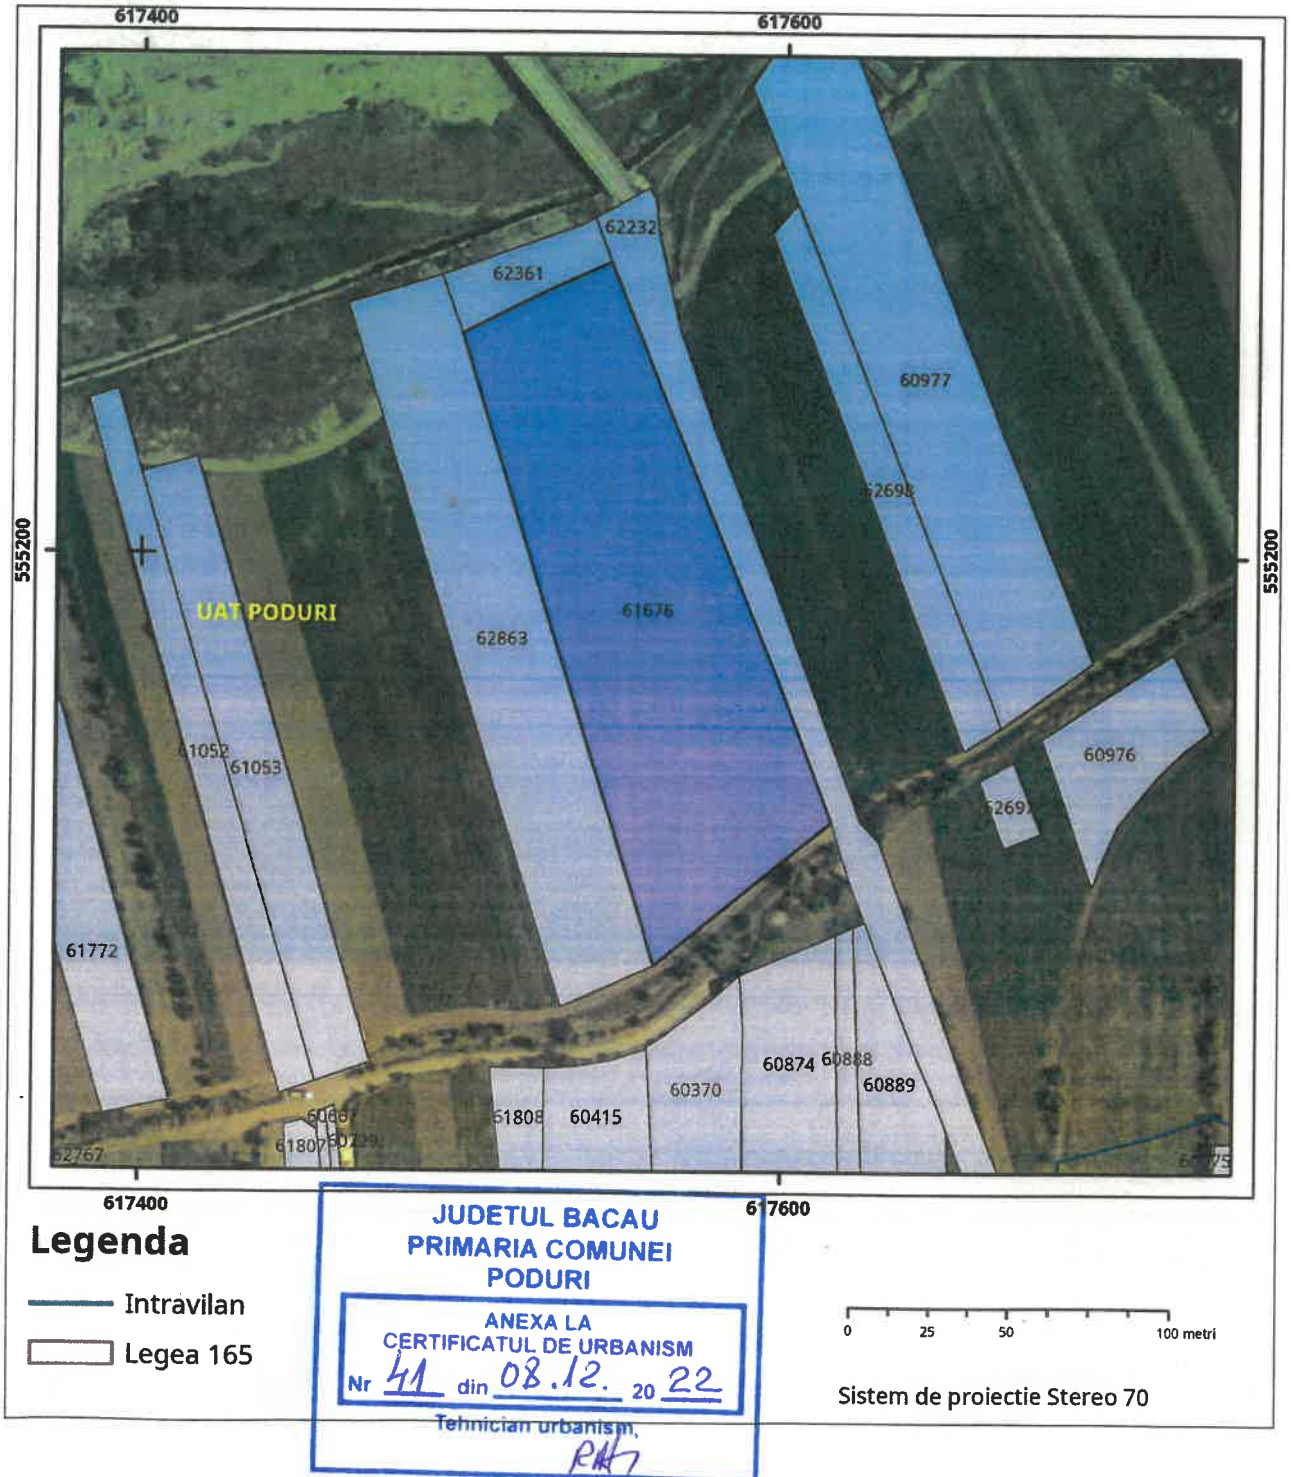 617400
617600
62232
62361
60977
62698
555200
555200
UAT PODURI
61676
62863
61052
61053
60976
61772
60874
60888
60889
60370
61808
60415
61807
62767
617400
617600
Legenda
Intravilan
Legea 165
JUDETUL BACAU
PRIMARIA COMUNEI
PODURI
ANEXA LA
CERTIFICATUL DE URBANISM
Nr 41 din 08.12. 20 22
Tehnician urbanism,
0 25 50 100 metri
Sistem de proiectie Stereo 70